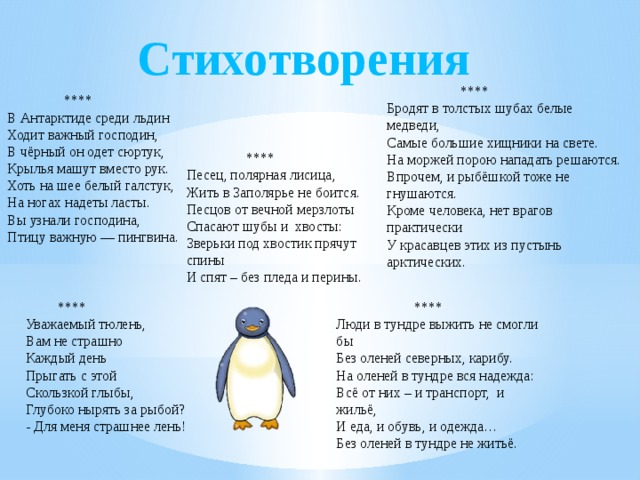 Стихотворения
****
В Антарктиде среди льдин
Ходит важный господин,
В чёрный он одет сюртук,
Крылья машут вместо рук.
Хоть на шее белый галстук,
На ногах надеты ласты.
Вы узнали господина,
Птицу важную — пингвина.
****
Песец, полярная лисица,
Жить в Заполярье не боится.
Песцов от вечной мерзлоты
Спасают шубы и хвосты:
Зверьки под хвостик прячут
спины
И спят – без пледа и перины.
****
Бродят в толстых шубах белые
медведи,
Самые большие хищники на свете.
На моржей порою нападать решаются.
Впрочем, и рыбёшкой тоже не
гнушаются.
Кроме человека, нет врагов
практически
У красавцев этих из пустынь
арктических.
****
Уважаемый тюлень,
Вам не страшно
Каждый день
Прыгать с этой
Скользкой глыбы,
Глубоко нырять за рыбой?
- Для меня страшнее лень!
****
Люди в тундре выжить не смогли
бы
Без оленей северных, карибу.
На оленей в тундре вся надежда:
Всё от них – и транспорт, и
жильё,
И еда, и обувь, и одежда…
Без оленей в тундре не житьё.